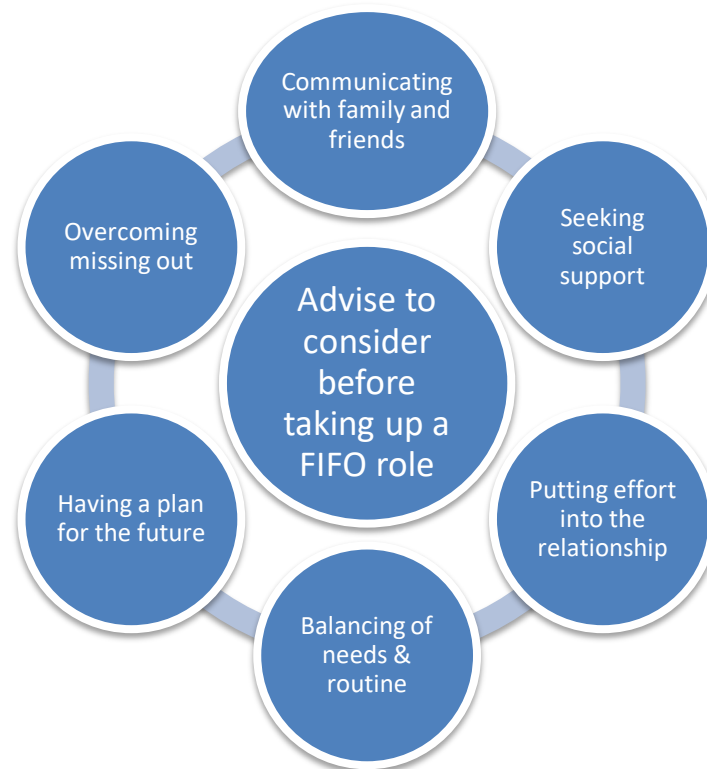 Communicating
with family and
friends
Seeking
social
support
Putting effort
into the
relationship
Balancing of
needs &
routine
Having a plan
for the future
Overcoming
missing out
Advise to
consider
before
taking up a
FIFO role